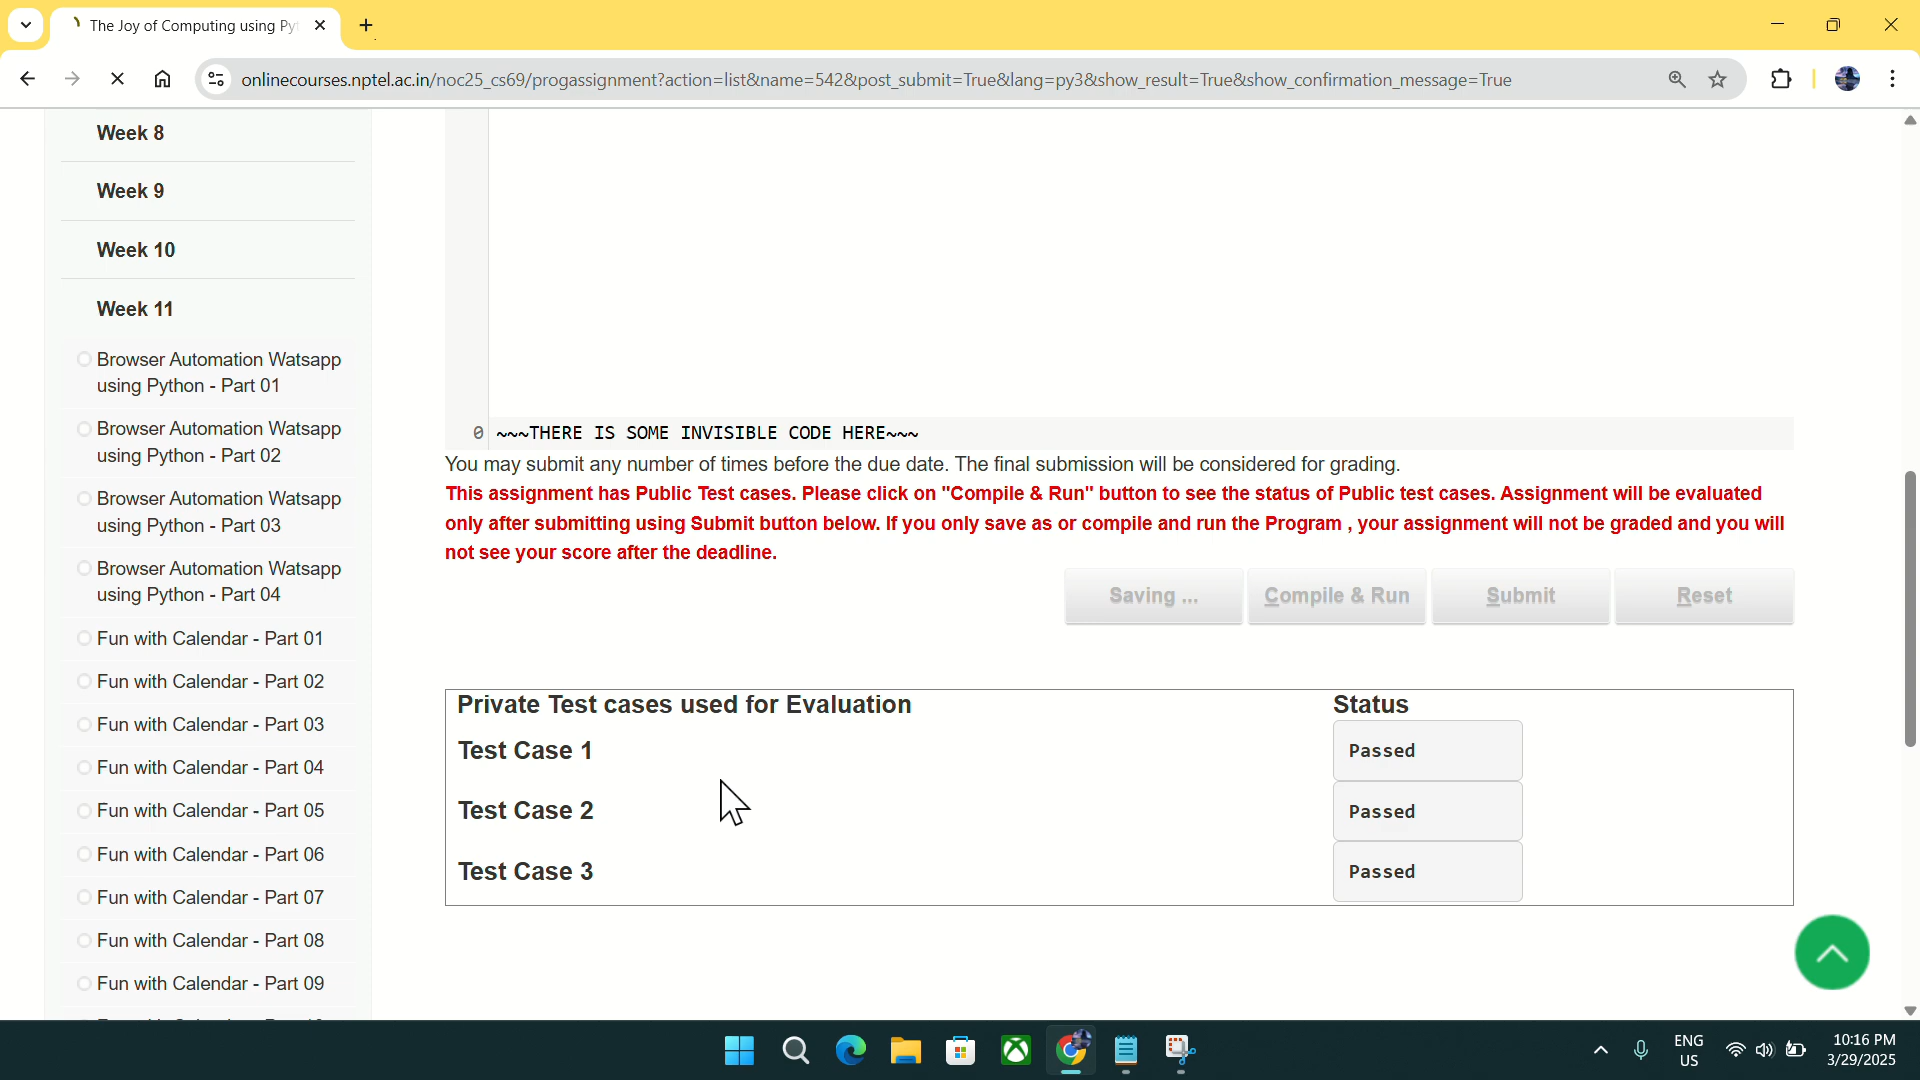 The Joy of Computing using Py
onlinecourses.nptel.ac.in/noc25_cs69/progassignment?action=list&name=542&post_submit=True&lang=py3&show_result=True&show_confirmation_message=True
Week 8
Week 9
Week 10
Week 11
Browser Automation Watsapp
using Python - Part 01
Browser Automation Watsapp
using Python - Part 02
Browser Automation Watsapp
using Python - Part 03
Browser Automation Watsapp
using Python - Part 04
Fun with Calendar - Part 01
Fun with Calendar - Part 02
Fun with Calendar - Part 03
Fun with Calendar - Part 04
Fun with Calendar - Part 05
Fun with Calendar - Part 06
Fun with Calendar - Part 07
Fun with Calendar - Part 08
Fun with Calendar - Part 09
0 ~~~THERE IS SOME INVISIBLE CODE HERE~~~
You may submit any number of times before the due date. The final submission will be considered for grading.
This assignment has Public Test cases. Please click on "Compile & Run" button to see the status of Public test cases. Assignment will be evaluated
only after submitting using Submit button below. If you only save as or compile and run the Program , your assignment will not be graded and you will
not see your score after the deadline.
Saving ... Compile & Run Submit Reset
Private Test cases used for Evaluation Status
Test Case 1 Passed
Test Case 2 Passed
Test Case 3 Passed
ENG
US
10:16 PM
3/29/2025